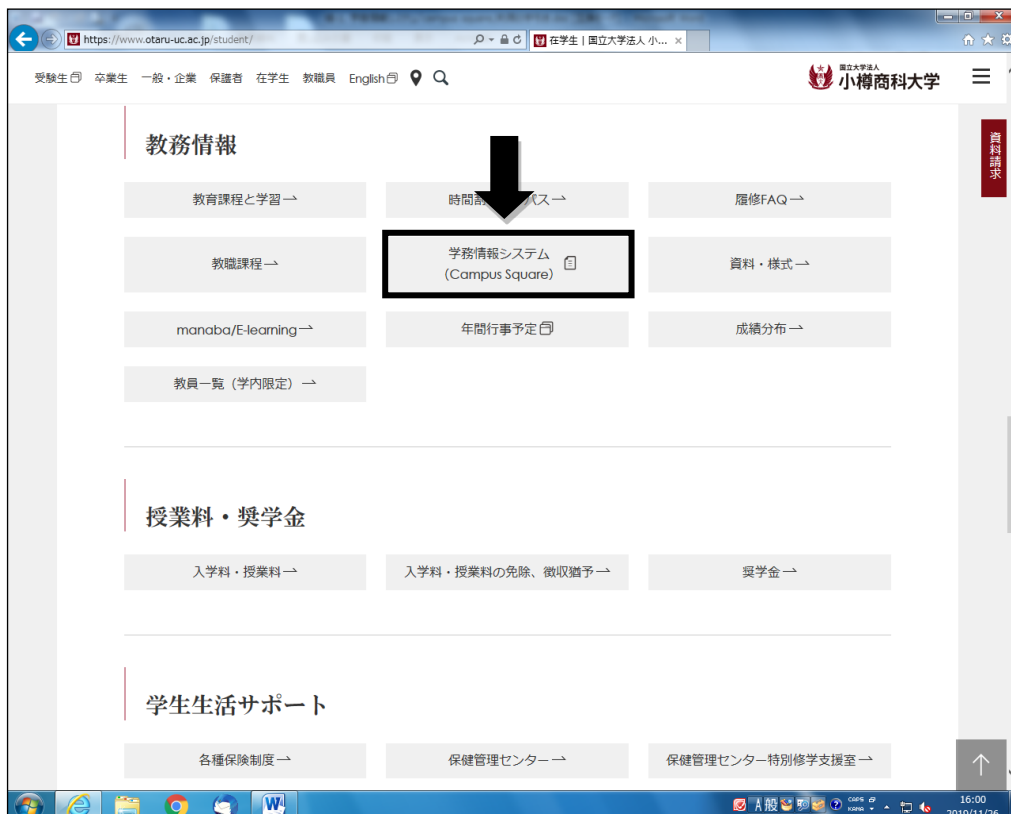 https://www.otaru-uc.ac.jp/student/
在学生 | 国立大学法人 小...
受験生 卒業生 一般・企業 保護者 在学生 教職員 English
国立大学法人
小樽商科大学
資料請求
教務情報
教育課程と学習→
時間割 パス→
履修FAQ→
教職課程→
学務情報システム
(Campus Square)
資料・様式→
manaba/E-learning→
年間行事予定
成績分布→
教員一覧（学内限定）→
授業料・奨学金
入学料・授業料→
入学料・授業料の免除、徴収猶予→
奨学金→
学生生活サポート
各種保険制度→
保健管理センター→
保健管理センター特別修学支援室→
A 般
CAPS
KANA
16:00
2019/11/26